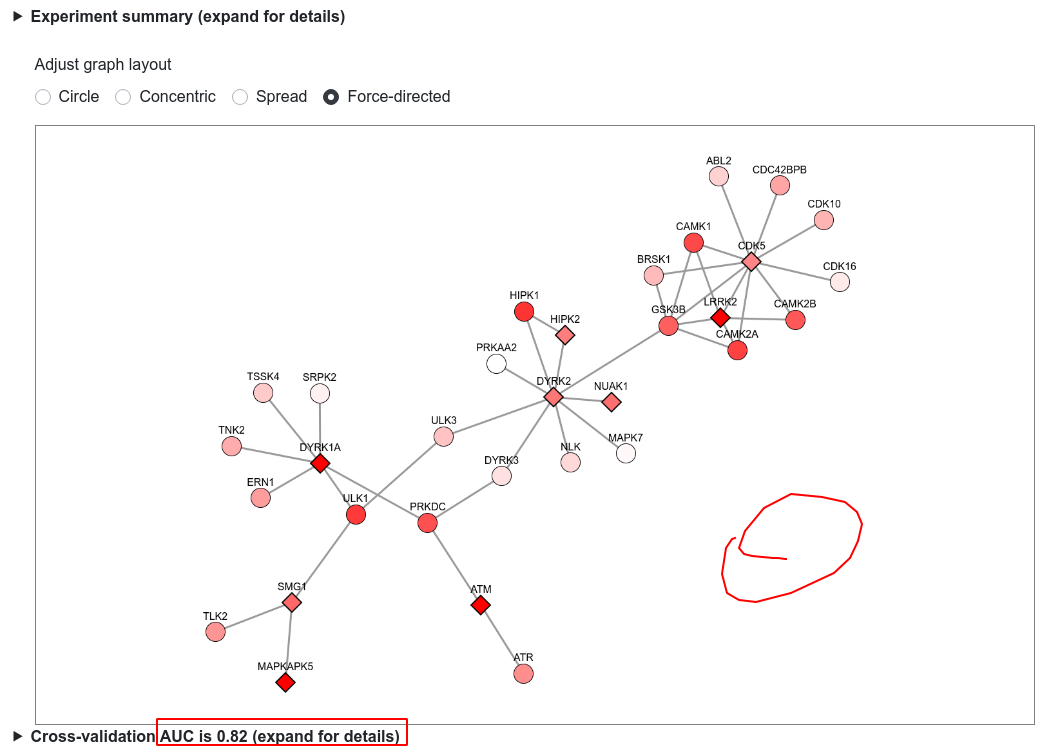 Experiment summary (expand for details)
Adjust graph layout
Circle Concentric Spread Force-directed
ABL2
CDC42BPB
CDK10
CAMK1
CDK5
BRSK1
CDK16
HIPK1
GSK3B
LRRK2
CAMK2B
HIPK2
CAMK2A
PRKAA2
TSSK4
SRPK2
DYRK2
NUAK1
ULK3
TNK2
MAPK7
DYRK1A
NLK
DYRK3
ERN1
ULK1
PRKDC
SMG1
ATM
TLK2
ATR
MAPKAPK5
Cross-validation AUC is 0.82 (expand for details)